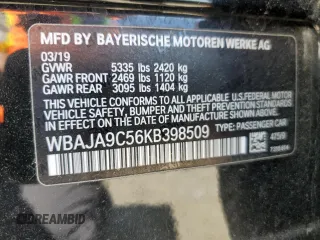 MFD BY BAYERISCHE MOTOREN WERKE AG
03/19
GVWR 5335 lbs 2420 kg
GAWR FRONT 2469 lbs 1120 kg
GAWR REAR 3095 lbs 1404 kg
THIS VEHICLE CONFORMS TO ALL APPLICABLE U.S. FEDERAL
MOTOR VEHICLE SAFETY, BUMPER, AND THEFT PREVENTION
STANDARDS IN EFFECT ON THE DATE OF MANUFACTURE
SHOWN ABOVE.
WBAJA9C56KB398509
TYPE: PASSENGER CAR
475/9
DREAMBID